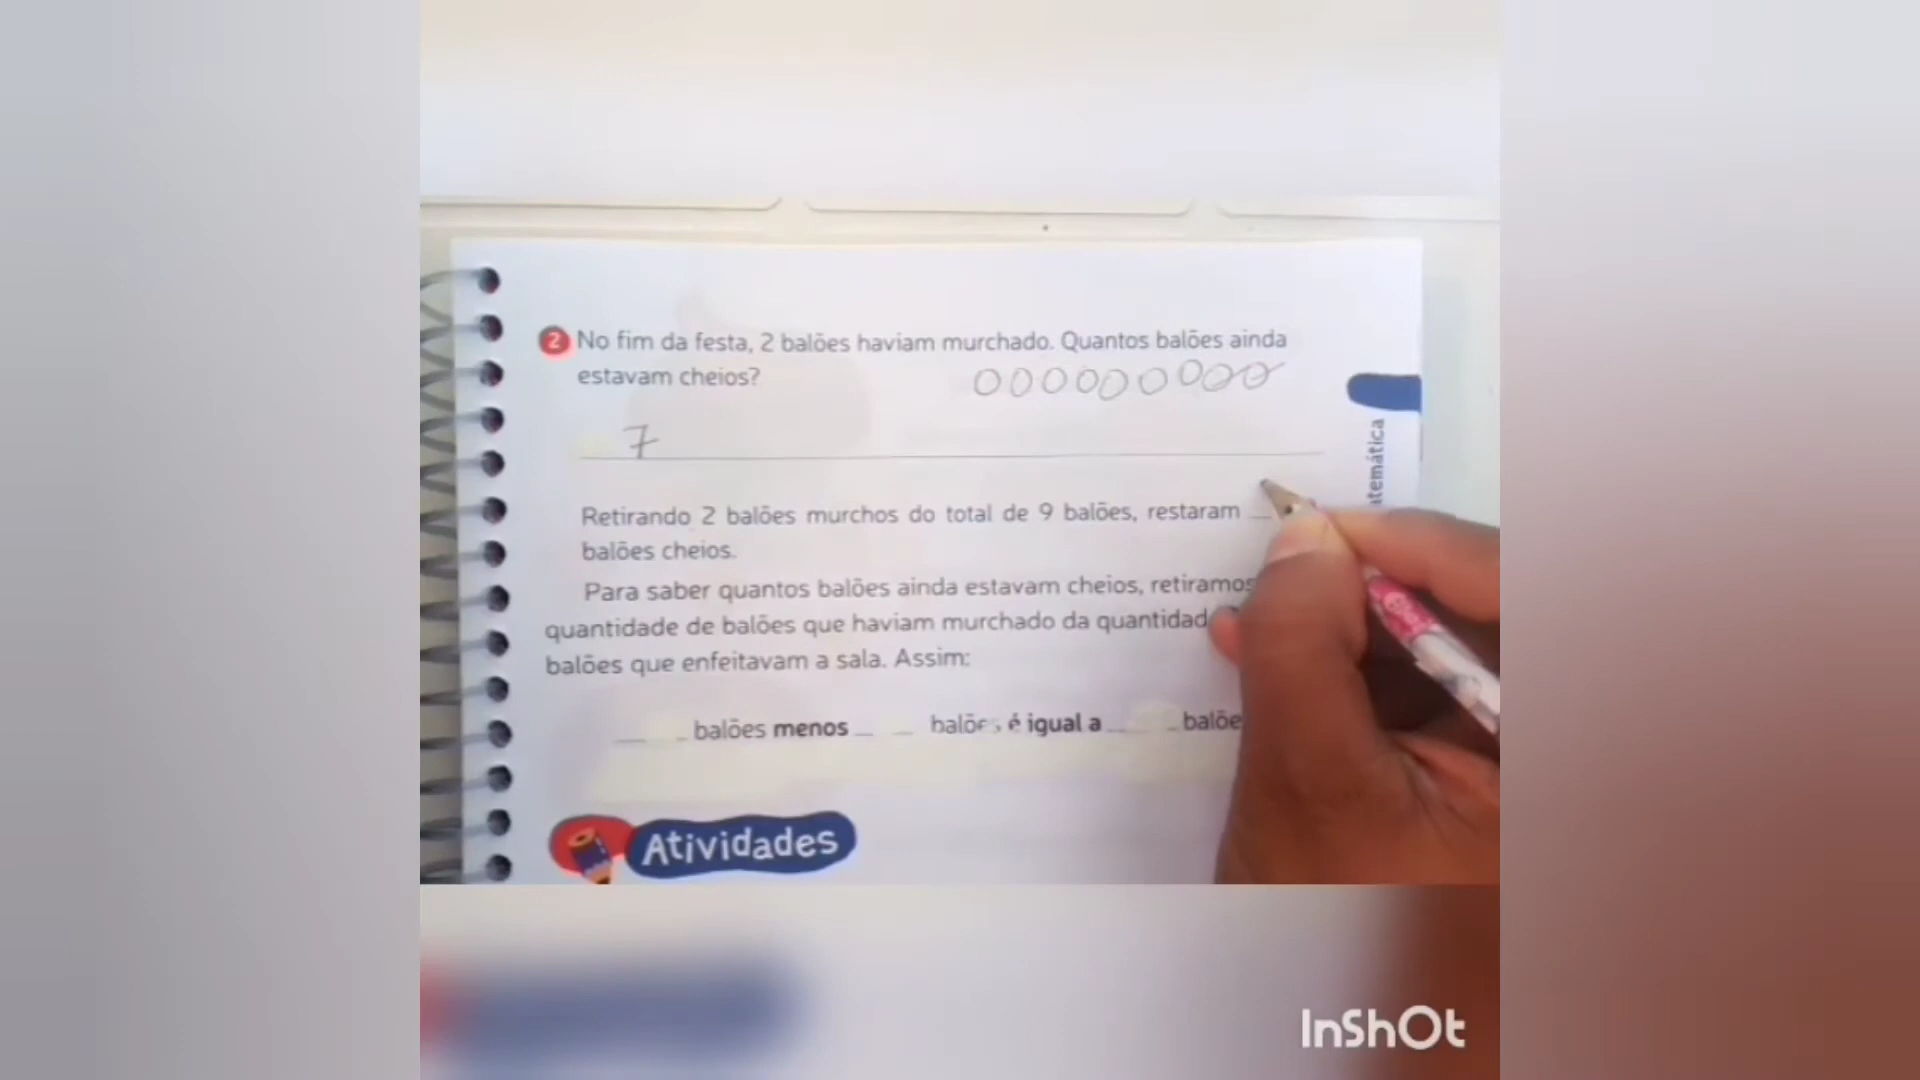 2 No fim da festa, 2 balões haviam murchado. Quantos balões ainda
estavam cheios?
7
Retirando 2 balões murchos do total de 9 balões, restaram
balões cheios.
Para saber quantos balões ainda estavam cheios, retiramos
quantidade de balões que haviam murchado da
balões que enfeitavam a sala. Assim:
balões menos balões é igual a
Atividades
InShOt